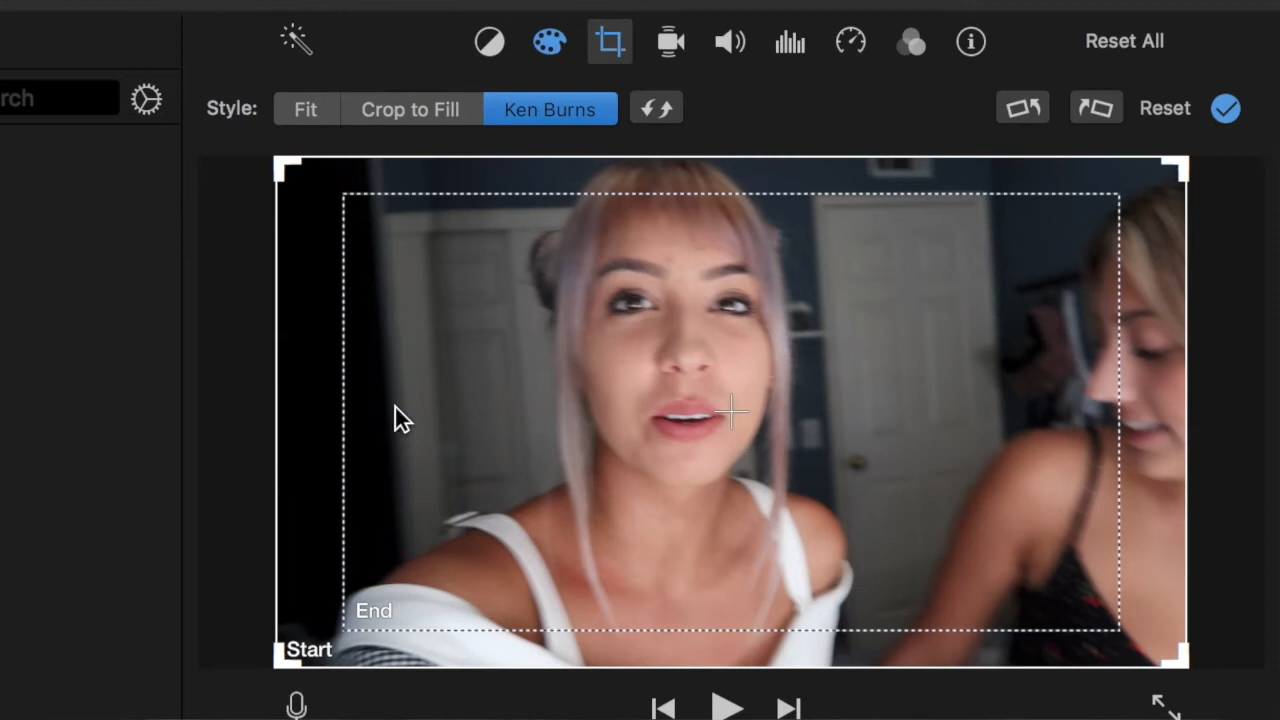 Reset All
rch
Style: Fit Crop to Fill Ken Burns Reset
End
Start